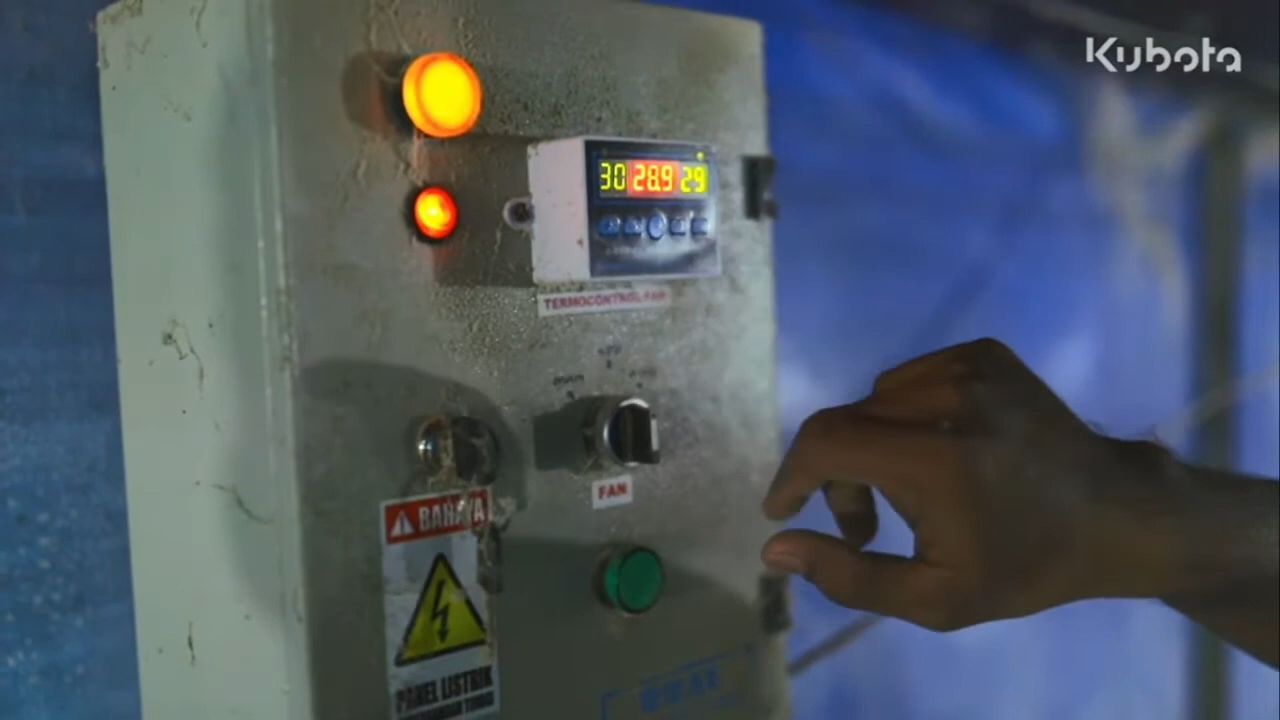 Kubota
30 28.9 29
TERMOCONTROL FAN
FAN
BAHAYA
PANEL LISTRIK